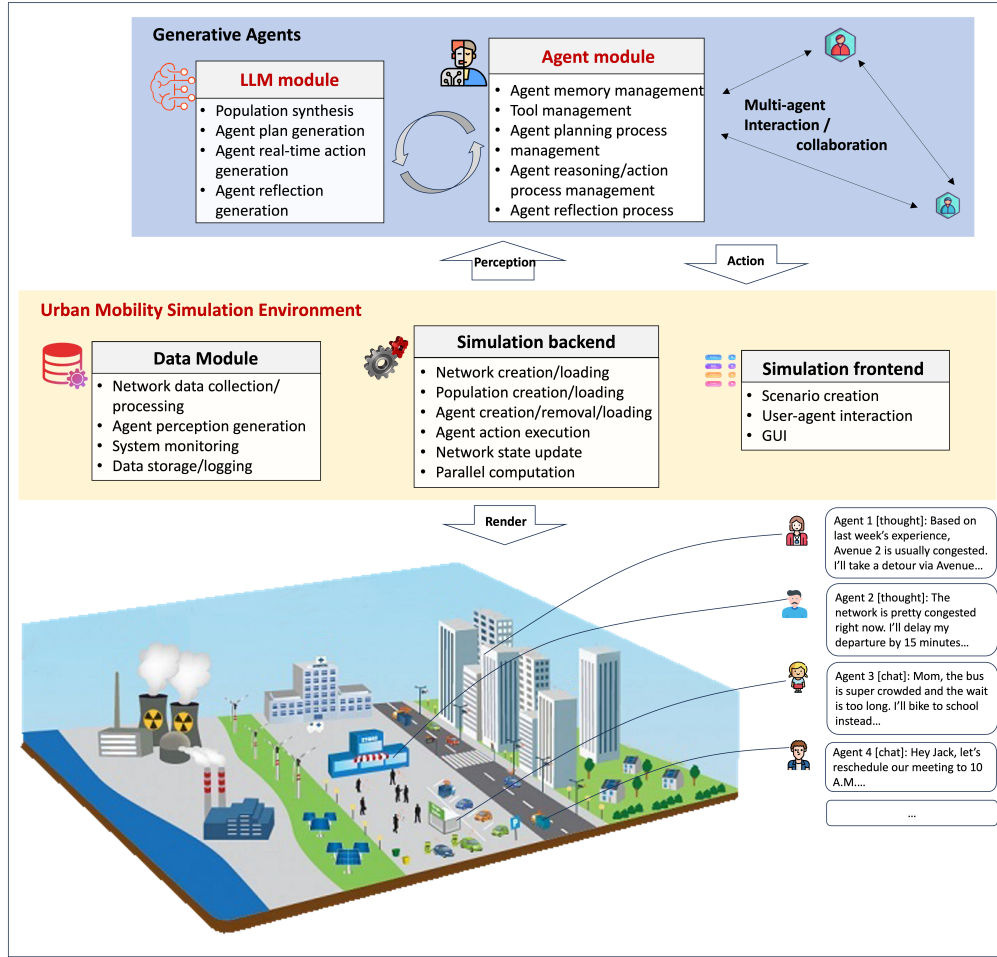 Generative Agents
LLM module
• Population synthesis
• Agent plan generation
• Agent real-time action
generation
• Agent reflection
generation
Agent module
• Agent memory management
• Tool management
• Agent planning process
• management
• Agent reasoning/action
process management
• Agent reflection process
Multi-agent
Interaction /
collaboration
Perception
Action
Urban Mobility Simulation Environment
Data Module
• Network data collection/
processing
• Agent perception generation
• System monitoring
• Data storage/logging
Simulation backend
• Network creation/loading
• Population creation/loading
• Agent creation/removal/loading
• Agent action execution
• Network state update
• Parallel computation
Simulation frontend
• Scenario creation
• User-agent interaction
• GUI
Render
Agent 1 [thought]: Based on
last week's experience,
Avenue 2 is usually congested.
I'll take a detour via Avenue…
Agent 2 [thought]: The
network is pretty congested
right now. I'll delay my
departure by 15 minutes…
Agent 3 [chat]: Mom, the bus
is super crowded and the wait
is too long. I'll bike to school
instead…
Agent 4 [chat]: Hey Jack, let's
reschedule our meeting to 10
A.M.…
…
P